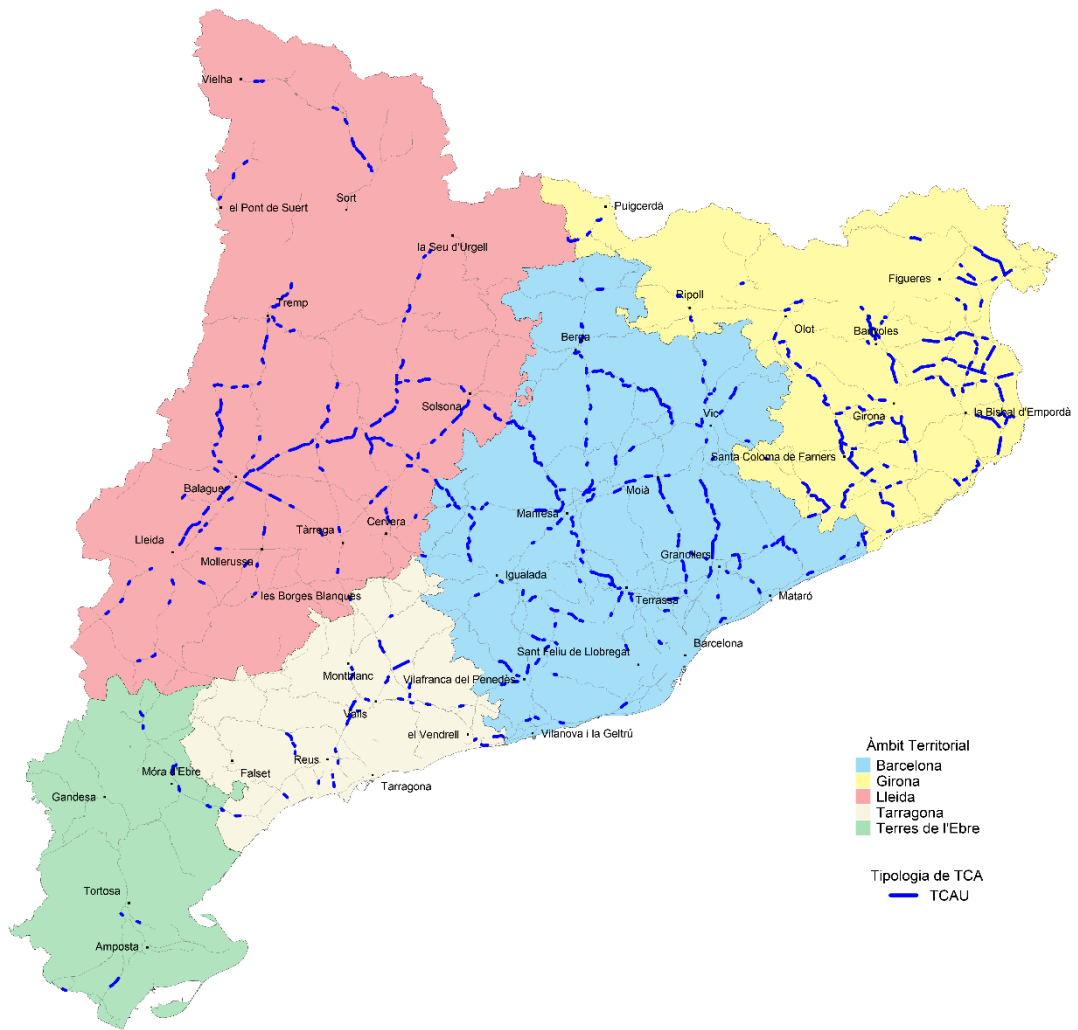 Vielha
el Pont de Suert
Sort
Puigcerdà
la Seu d'Urgell
Figueres
Tremp
Ripoll
Olot
Banyoles
Berga
Solsona
Girona
la Bisbal d'Empordà
Vic
Santa Coloma de Farners
Balaguer
Moià
Manresa
Cervera
Tàrrega
Lleida
Mollerussa
Granollers
Igualada
les Borges Blanques
Terrassa
Mataró
Barcelona
Sant Feliu de Llobregat
Montblanc
Vilafranca del Penedès
Valls
el Vendrell
Vilanova i la Geltrú
Reus
Falset
Móra d'Ebre
Tarragona
Gandesa
Tortosa
Amposta
Àmbit Territorial
Barcelona
Girona
Lleida
Tarragona
Terres de l'Ebre
Tipologia de TCA
TCAU